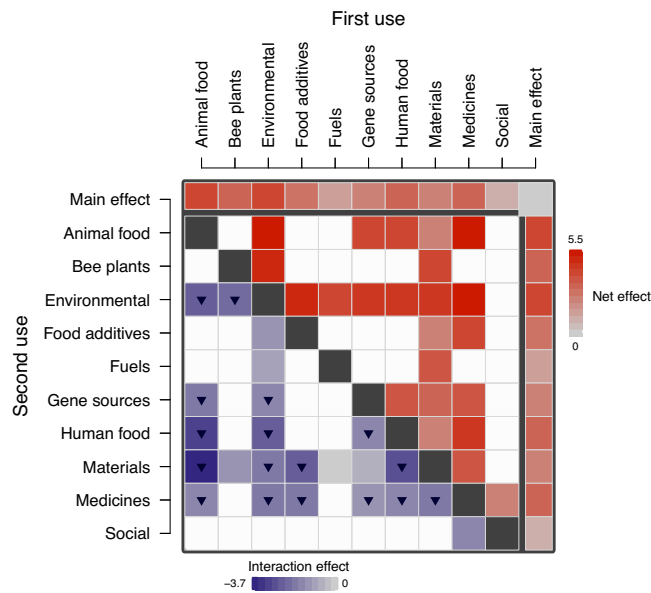 First use
Animal food
Bee plants
Environmental
Food additives
Fuels
Gene sources
Human food
Materials
Medicines
Social
Main effect
Second use
Main effect
Animal food
Bee plants
Environmental
Food additives
Fuels
Gene sources
Human food
Materials
Medicines
Social
5.5
Net effect
0
Interaction effect
−3.7 0